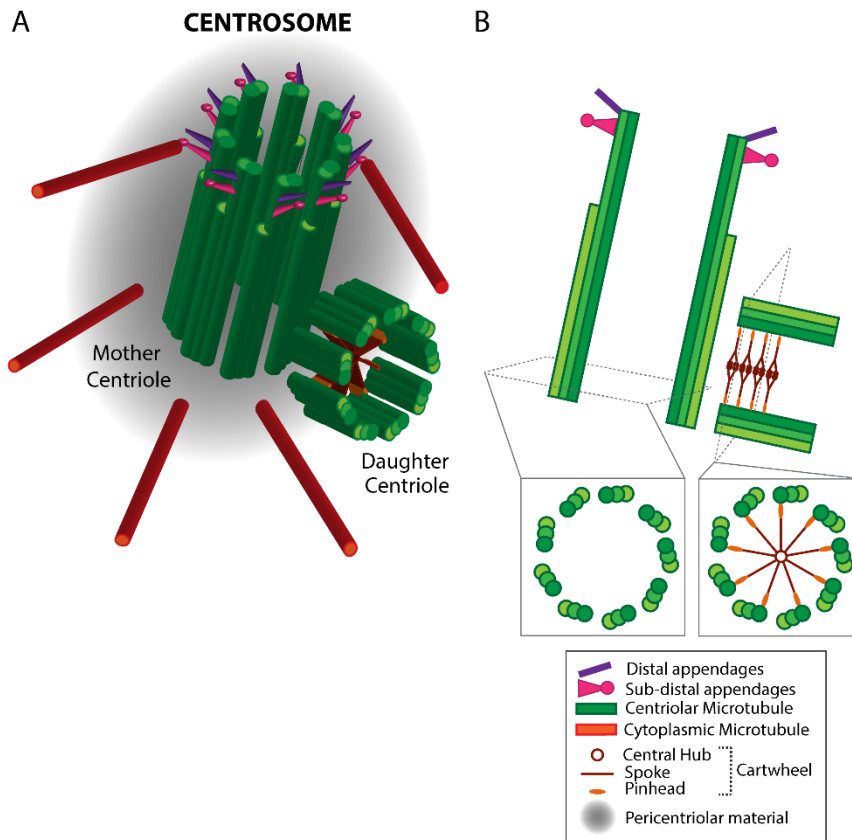 A
CENTROSOME
B
Mother
Centriole
Daughter
Centriole
Distal appendages
Sub-distal appendages
Centriolar Microtubule
Cytoplasmic Microtubule
Central Hub
Spoke
Cartwheel
Pinhead
Pericentriolar material